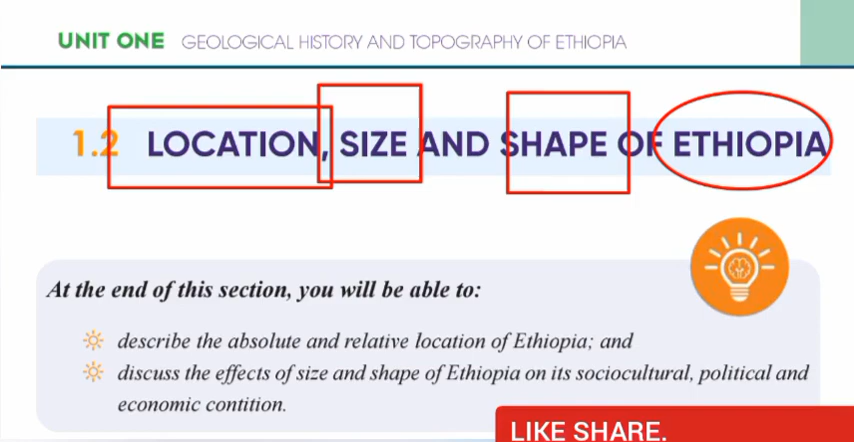 UNIT ONE GEOLOGICAL HISTORY AND TOPOGRAPHY OF ETHIOPIA
1.2 LOCATION, SIZE AND SHAPE OF ETHIOPIA
At the end of this section, you will be able to:
describe the absolute and relative location of Ethiopia; and
discuss the effects of size and shape of Ethiopia on its sociocultural, political and
economic contition.
LIKE SHARE.